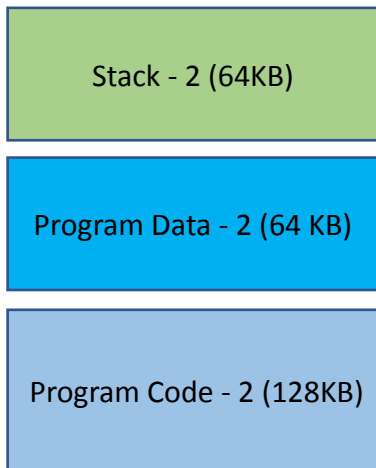 Stack - 2 (64KB)
Program Data - 2 (64 KB)
Program Code - 2 (128KB)